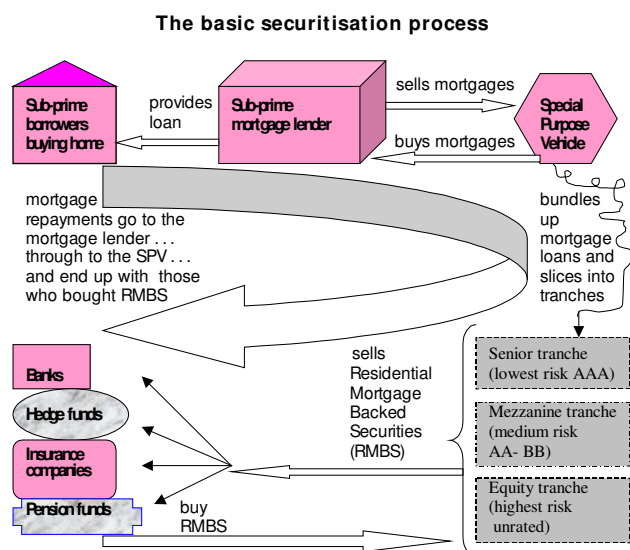 The basic securitisation process
Sub-prime
borrowers
buying home
provides
loan
Sub-prime
mortgage lender
sells mortgages
buys mortgages
Special
Purpose
Vehicle
mortgage
repayments go to the
mortgage lender . . .
through to the SPV . . .
and end up with those
who bought RMBS
bundles
up
mortgage
loans and
slices into
tranches
Banks
Hedge funds
Insurance
companies
Pension funds
sells
Residential
Mortgage
Backed
Securities
(RMBS)
buy
RMBS
Senior tranche
(lowest risk AAA)
Mezzanine tranche
(medium risk
AA- BB)
Equity tranche
(highest risk
unrated)